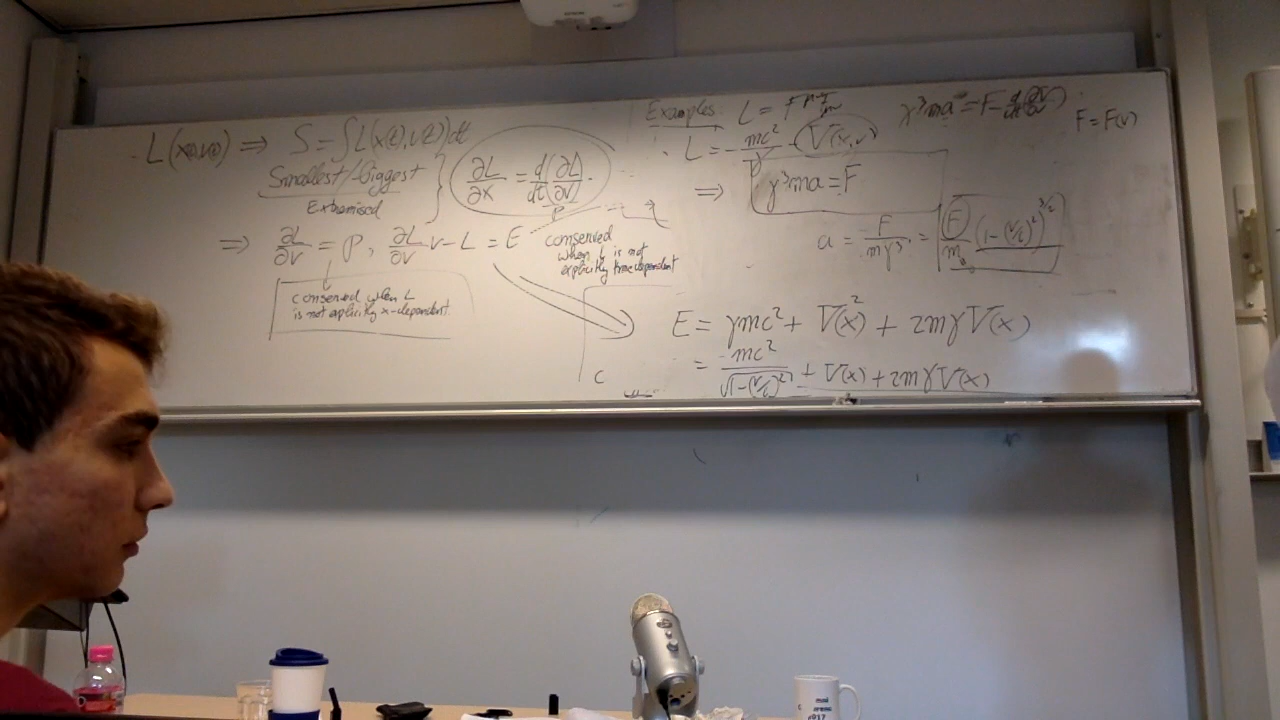 L(x(t),v(t)) ⇒ S = ∫L(x(t),v(t))dt
Smallest/biggest
Extremised
∂L/∂x = d/dt(∂L/∂v).
⇒ ∂L/∂v = P, ∂L/∂v v - L = E
P
conserved when L
is not explicitly x-dependent.
conserved
when L is not
explicitly time dependent
Examples. L =
. L = - mc²/γ - V(x,v)
γ³ma = F - d/dt(∂V/∂v)
F = F(v)
⇒ γ³ma = F
a = F/mγ³ = F/m (1-(v/c)²)^3/2
E = γmc² + V(x)² + 2mγV(x)
= mc²/√1-(v/c)² + V(x) + 2mγV(x)
C